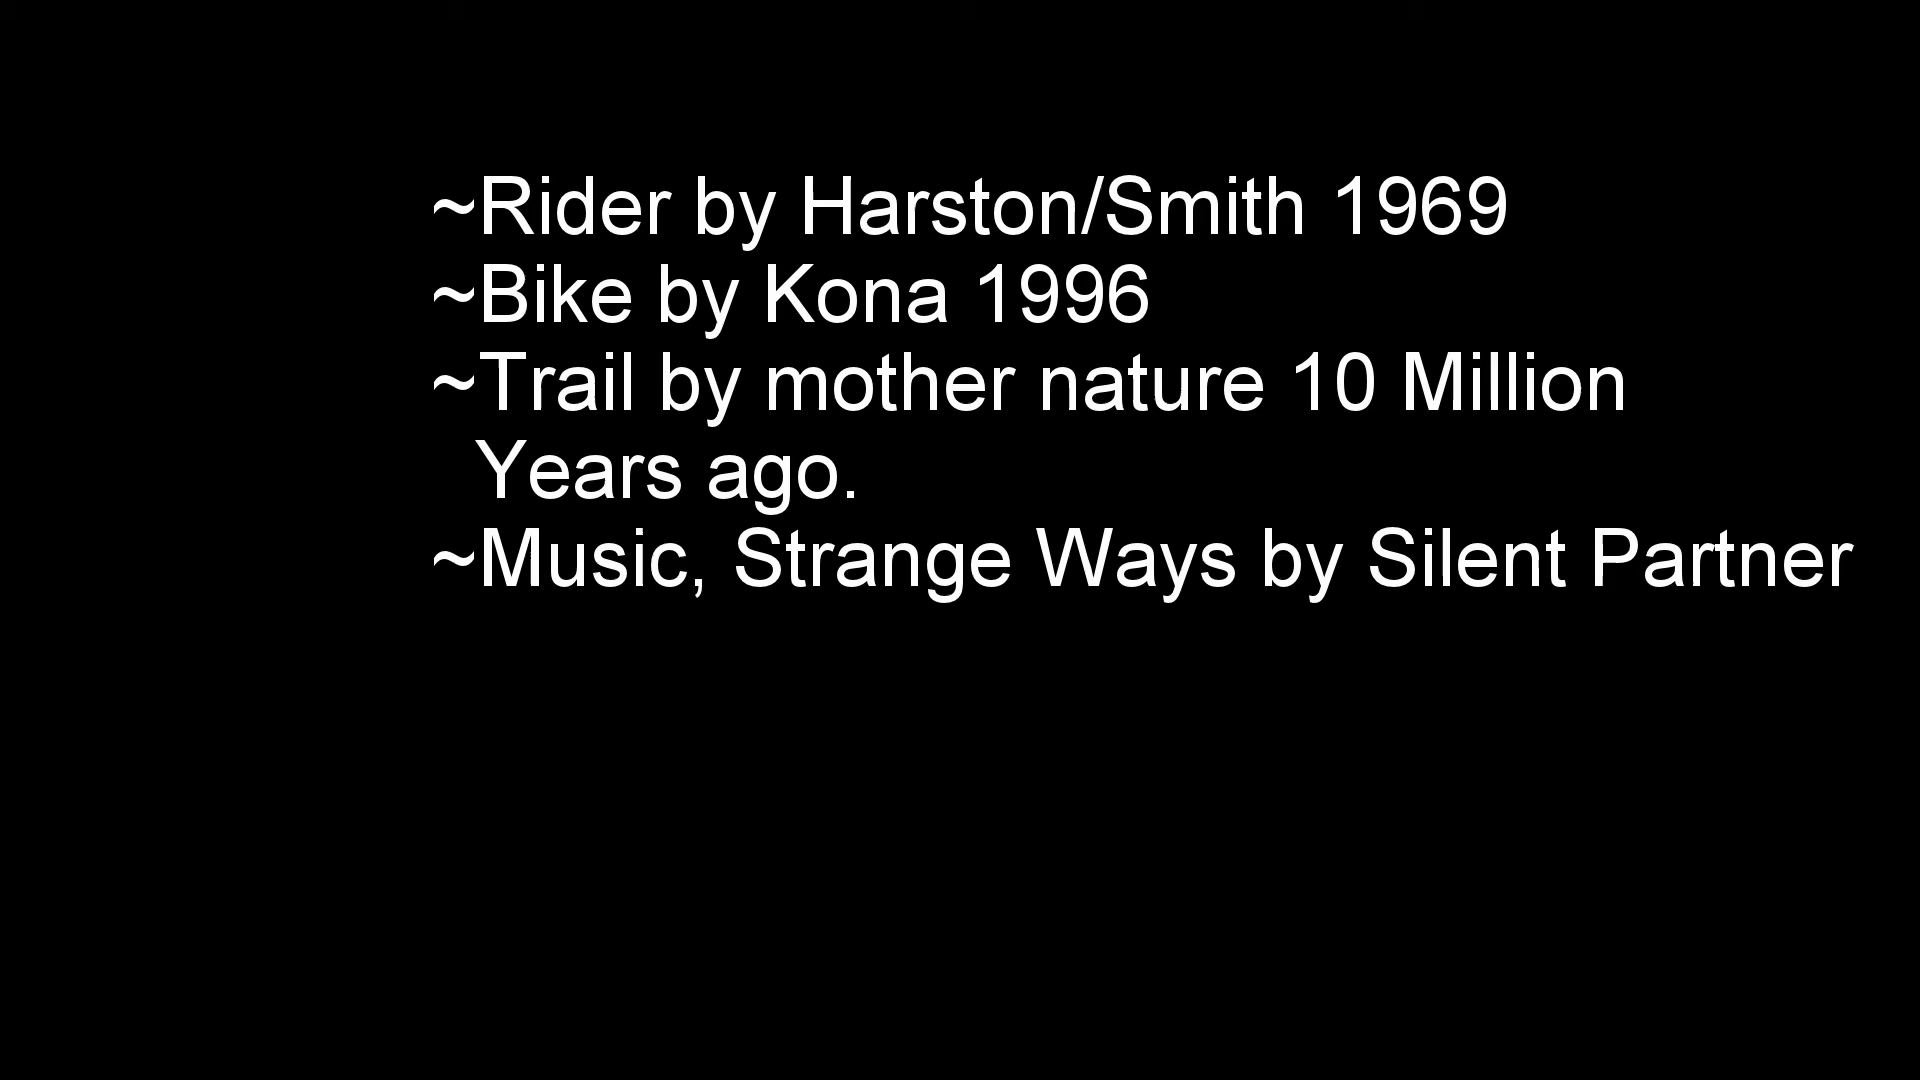 ~Rider by Harston/Smith 1969
~Bike by Kona 1996
~Trail by mother nature 10 Million
Years ago.
~Music, Strange Ways by Silent Partner